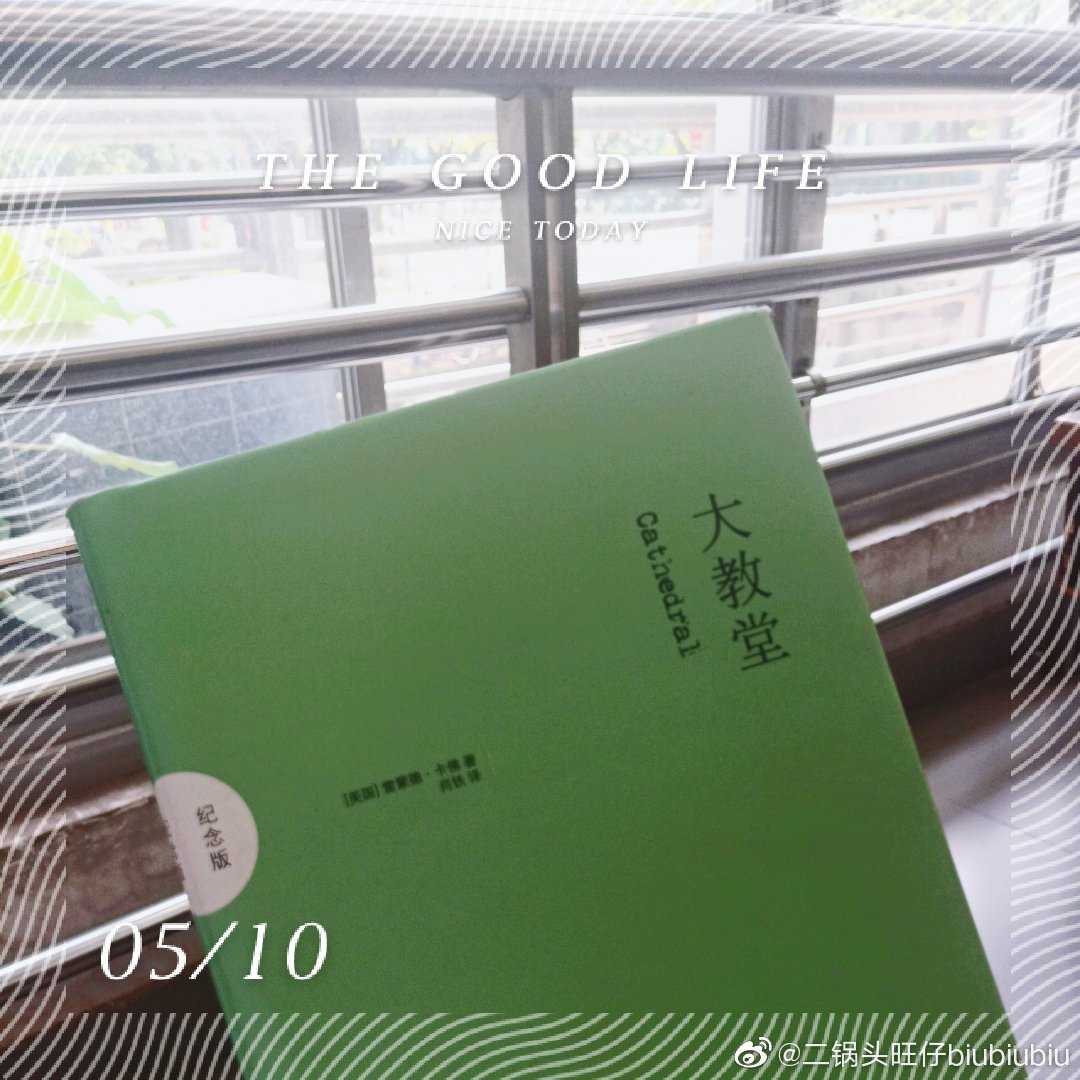 THE GOOD LIFE
NICE TODAY
大教堂
Cathedral
[美国] 雷蒙德·卡佛 著
肖铁 译
纪念版
05/10
@二锅头旺仔biubiubiu